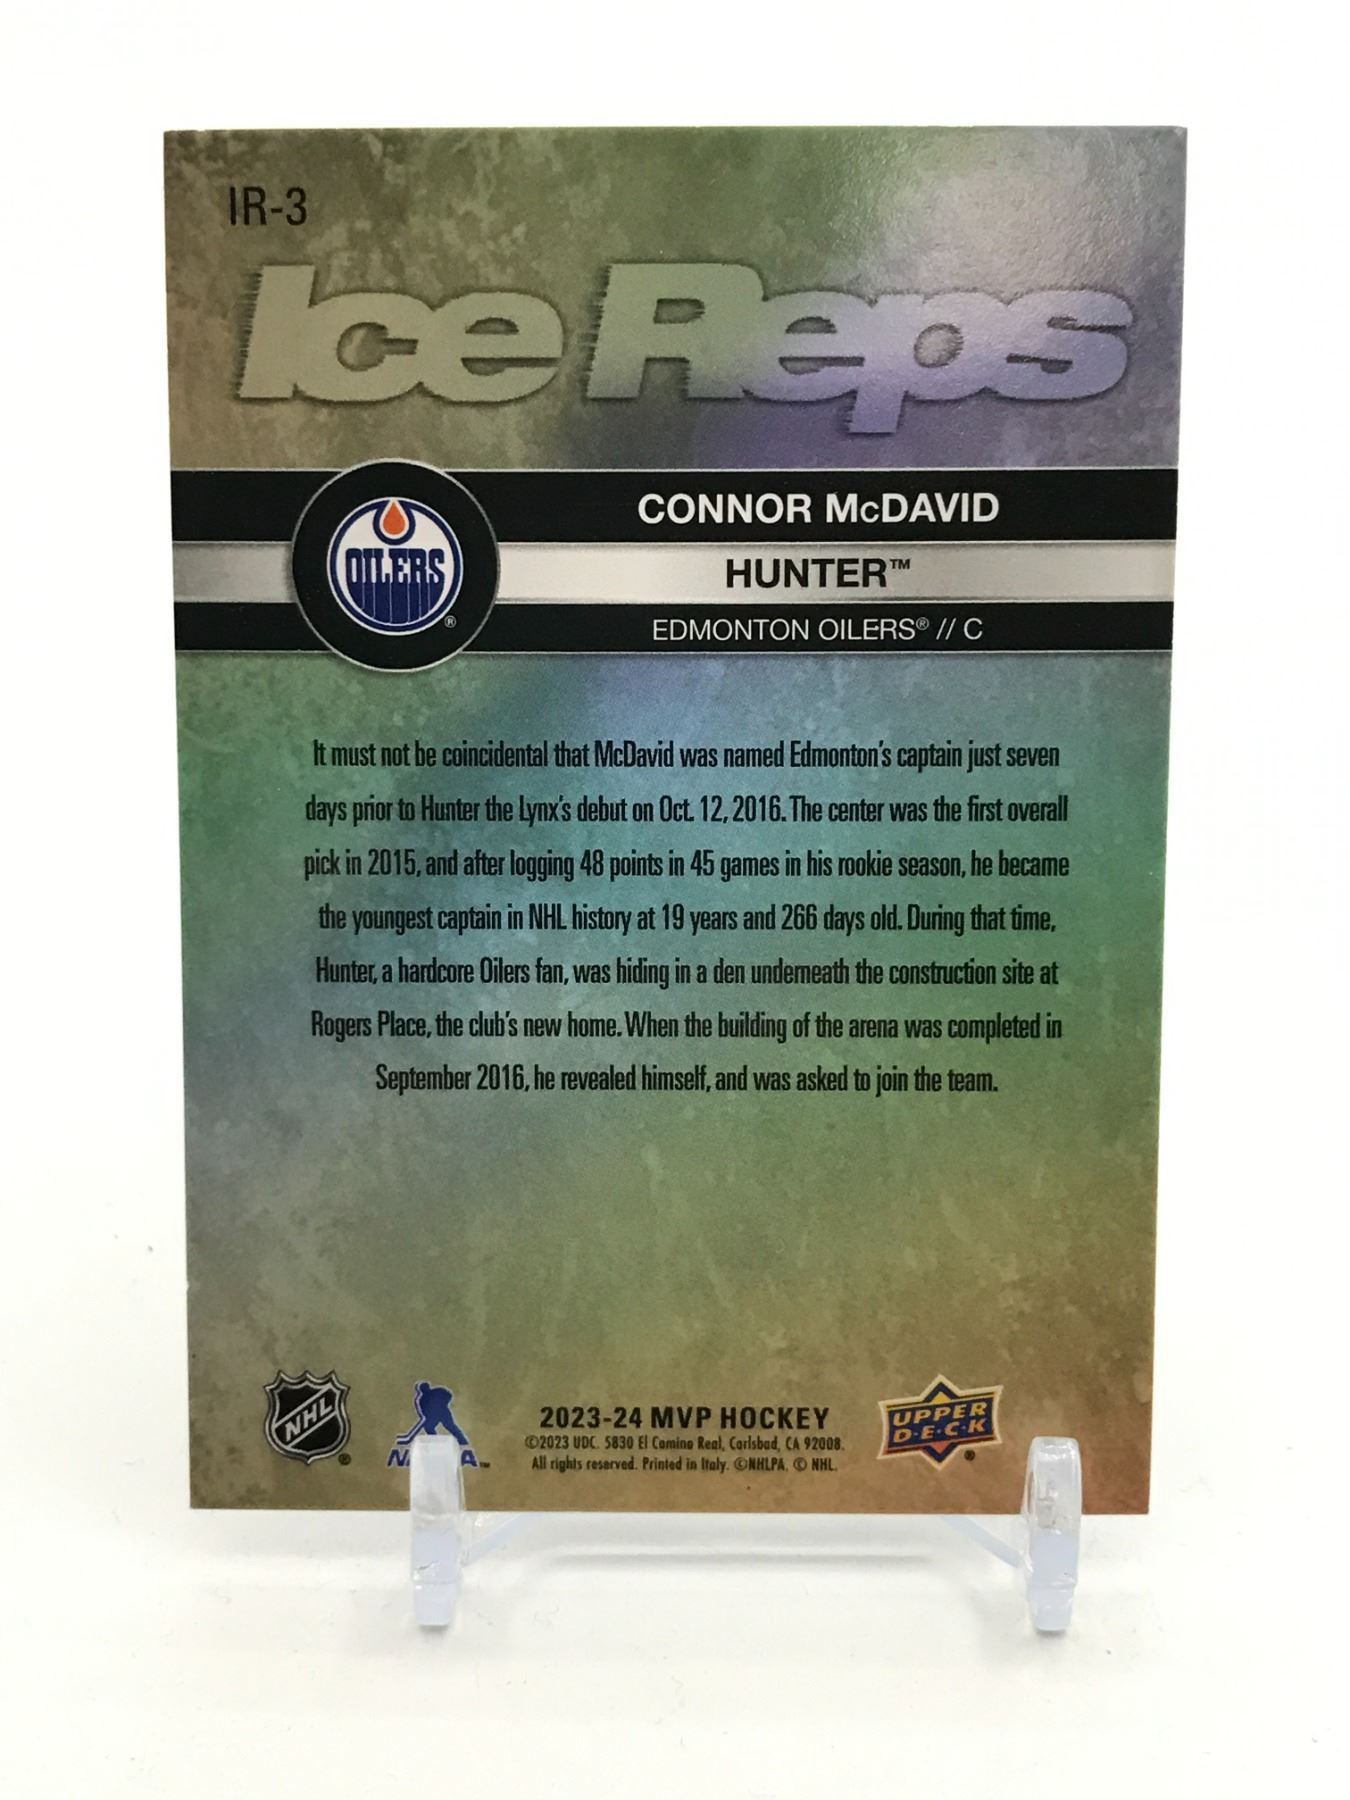 IR-3
Ice Reps
CONNOR McDAVID
OILERS
®
HUNTER™
EDMONTON OILERS® // C
It must not be coincidental that McDavid was named Edmonton's captain just seven
days prior to Hunter the Lynx's debut on Oct. 12, 2016. The center was the first overall
pick in 2015, and after logging 48 points in 45 games in his rookie season, he became
the youngest captain in NHL history at 19 years and 266 days old. During that time,
Hunter, a hardcore Oilers fan, was hiding in a den underneath the construction site at
Rogers Place, the club's new home. When the building of the arena was completed in
September 2016, he revealed himself, and was asked to join the team.
NHL ®
2023-24 MVP HOCKEY
©2023 UDC. 5830 El Camino Real, Carlsbad, CA 92008.
All rights reserved. Printed in Italy. ©NHLPA. © NHL.
UPPER
D·E·C·K
®